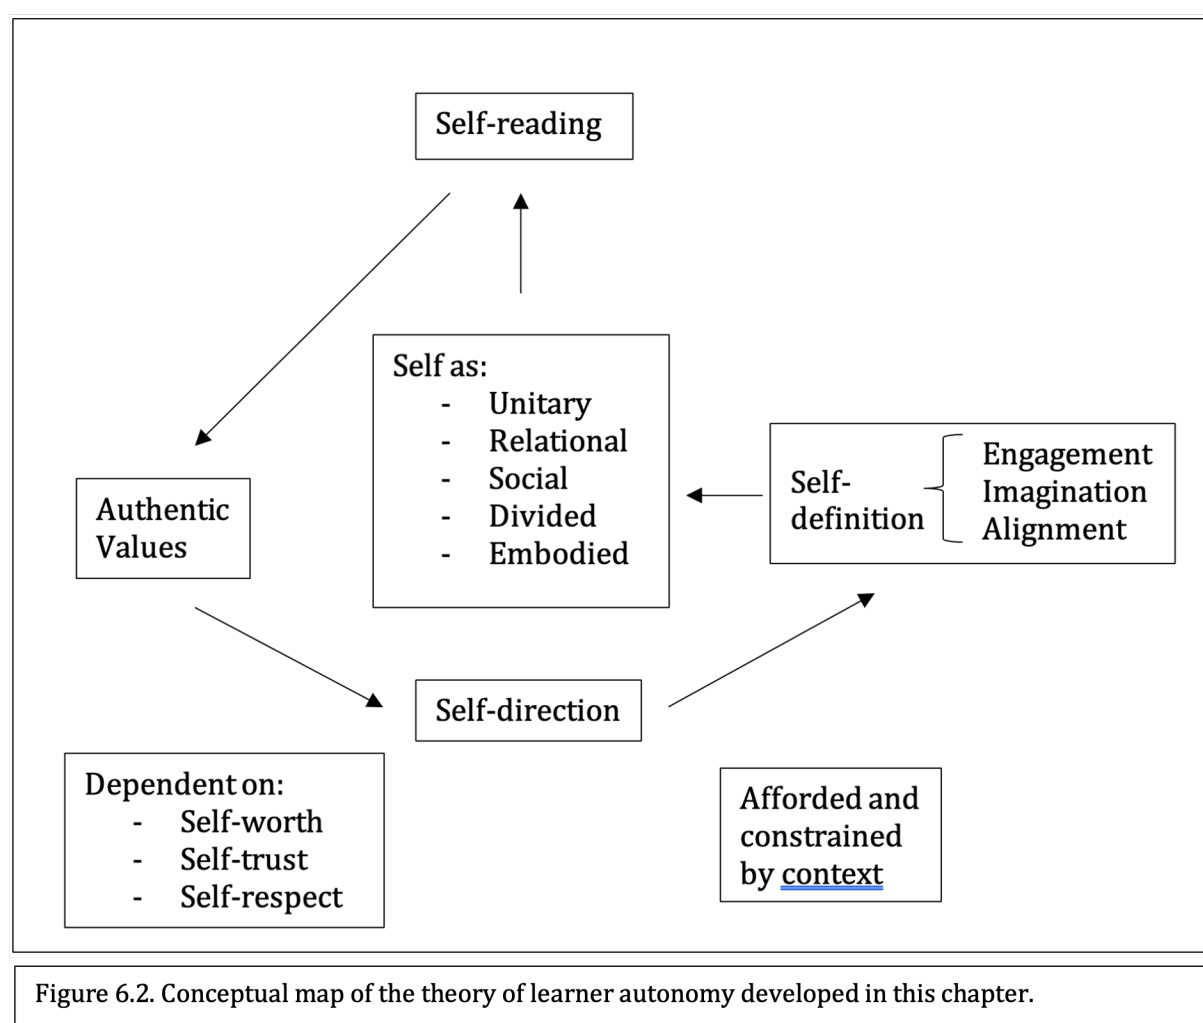 Self-reading
Self as:
- Unitary
- Relational
- Social
- Divided
- Embodied
Authentic
Values
Self-
definition
Engagement
Imagination
Alignment
Self-direction
Dependent on:
- Self-worth
- Self-trust
- Self-respect
Afforded and
constrained
by context
Figure 6.2. Conceptual map of the theory of learner autonomy developed in this chapter.